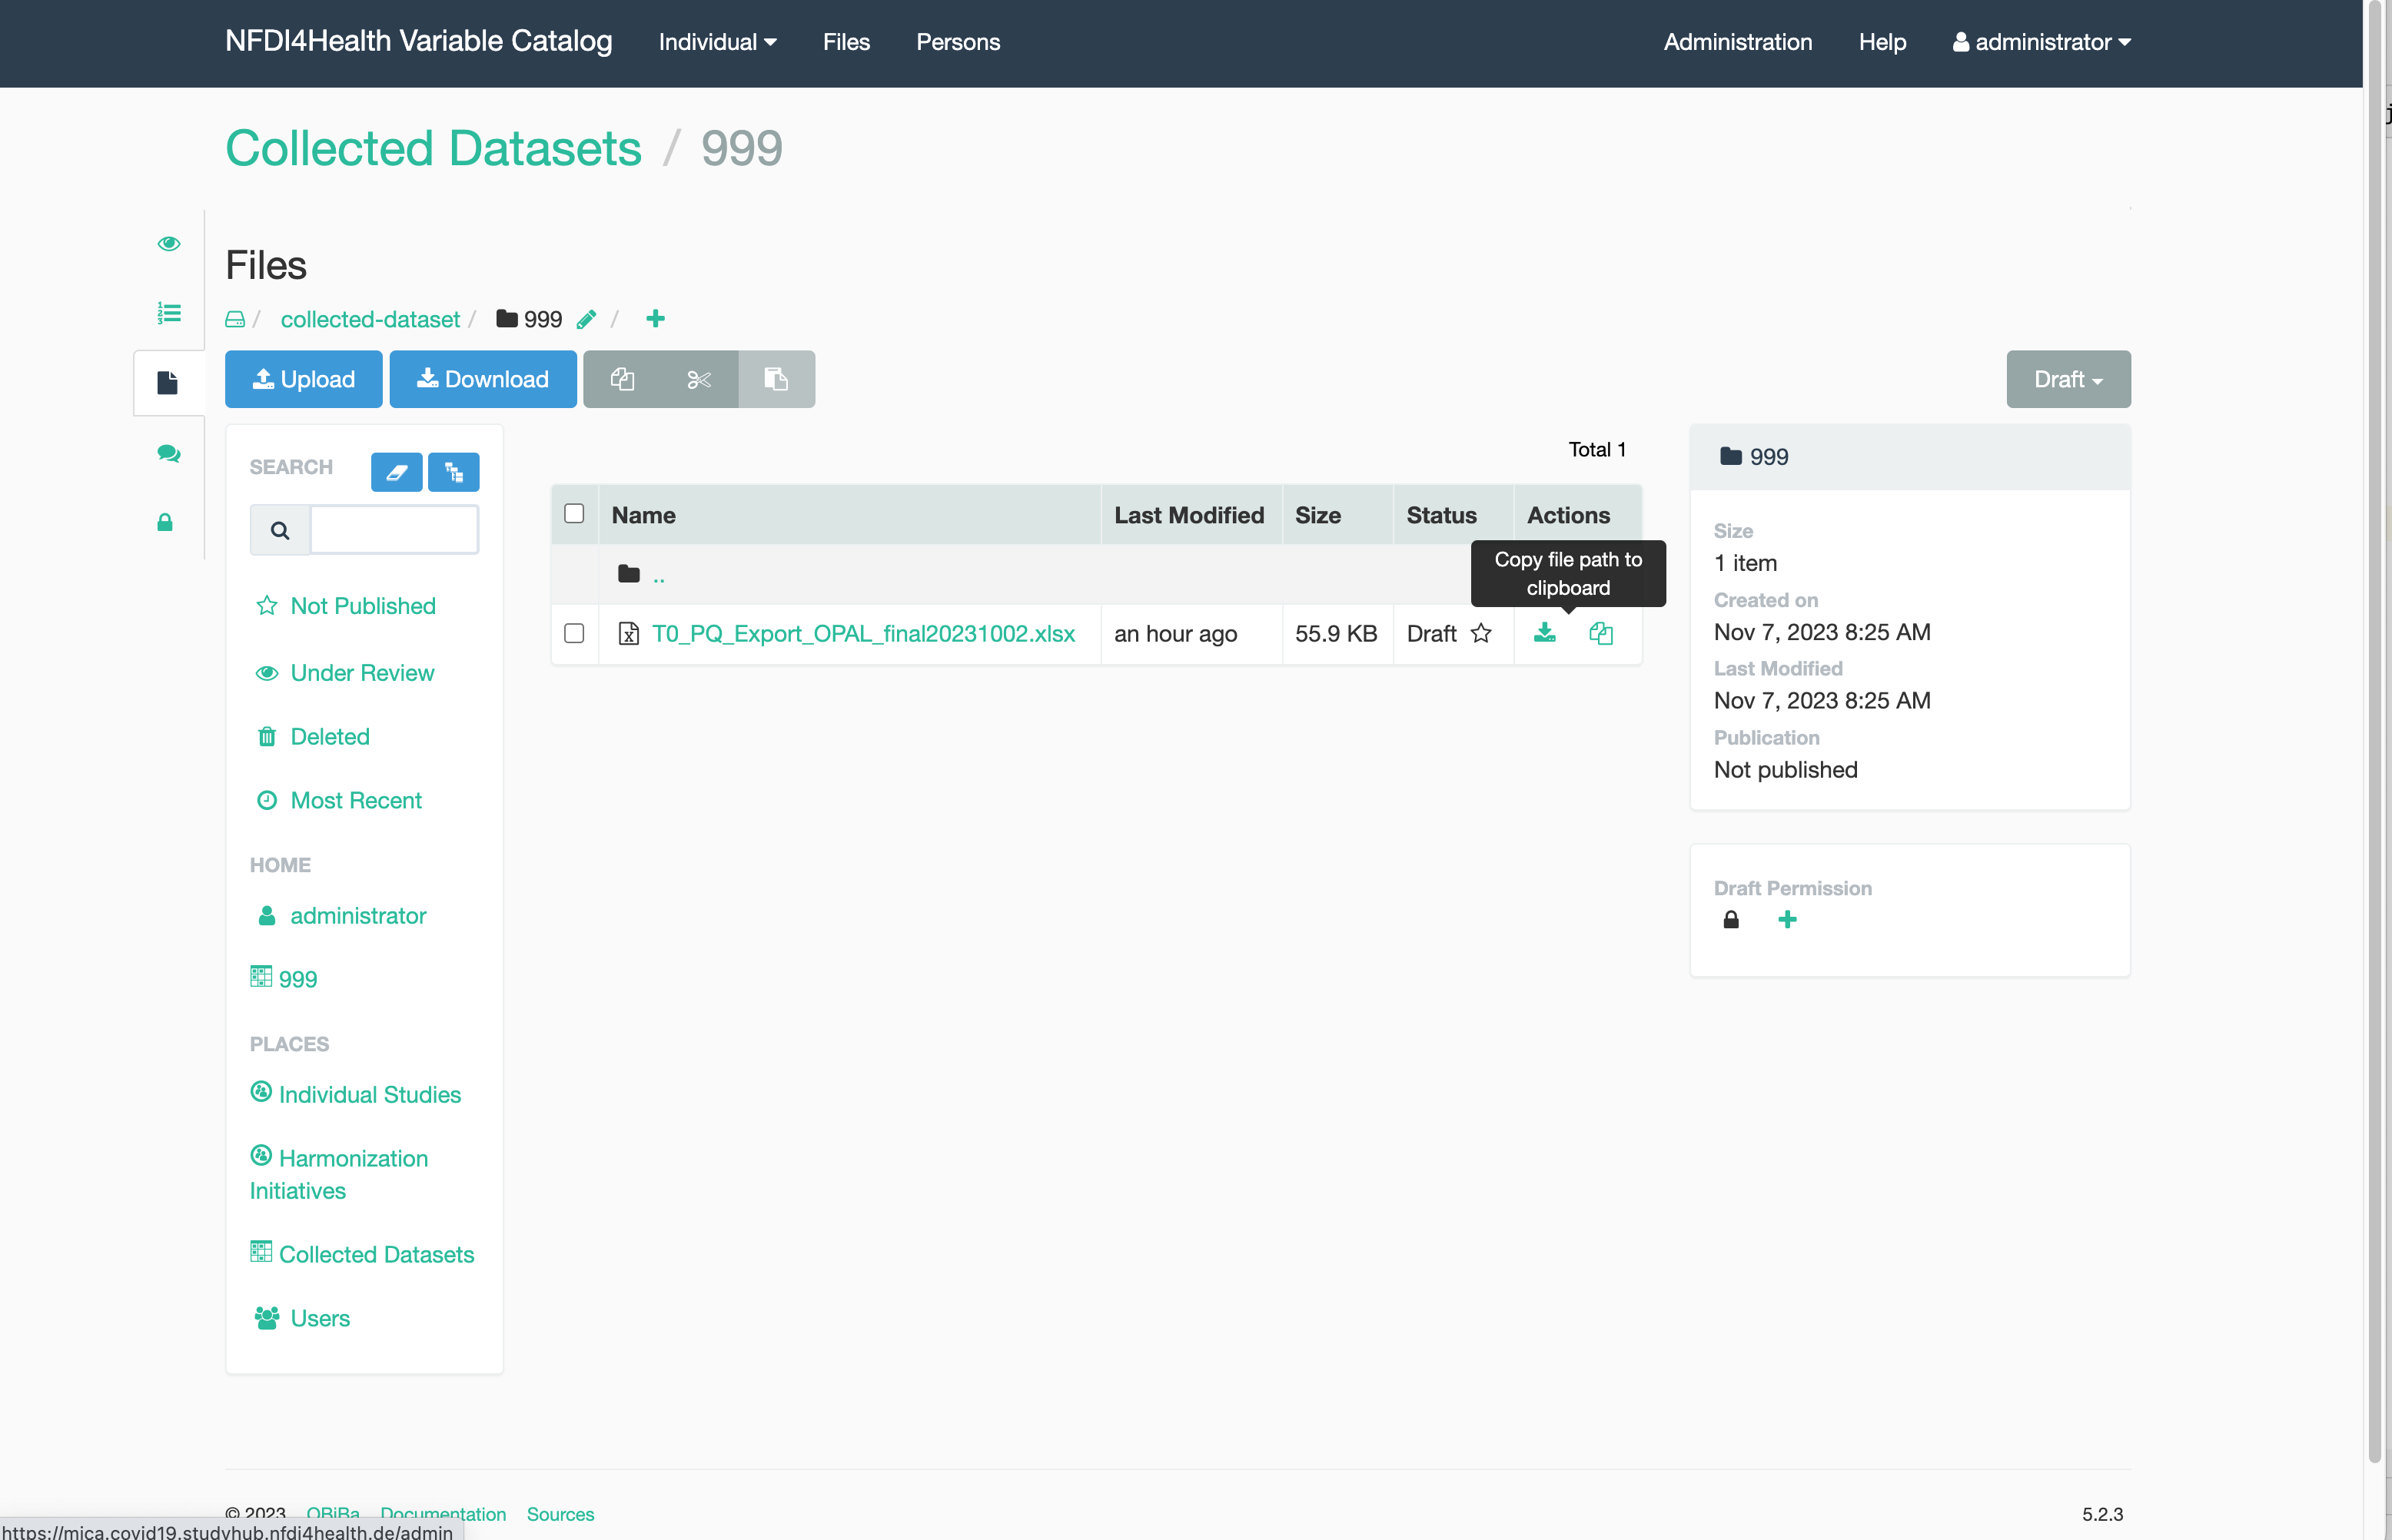 NFDI4Health Variable Catalog Individual Files Persons Administration Help administrator
Collected Datasets / 999
Files
/ collected-dataset / 999 /
Upload Download Draft
SEARCH
Not Published
Under Review
Deleted
Most Recent
HOME
administrator
999
PLACES
Individual Studies
Harmonization
Initiatives
Collected Datasets
Users
Total 1
Name Last Modified Size Status Actions
..
Copy file path to
clipboard
T0_PQ_Export_OPAL_final20231002.xlsx an hour ago 55.9 KB Draft
999
Size
1 item
Created on
Nov 7, 2023 8:25 AM
Last Modified
Nov 7, 2023 8:25 AM
Publication
Not published
Draft Permission
© 2023 OBiBa Documentation Sources 5.2.3
https://mica.covid19.studyhub.nfdi4health.de/admin